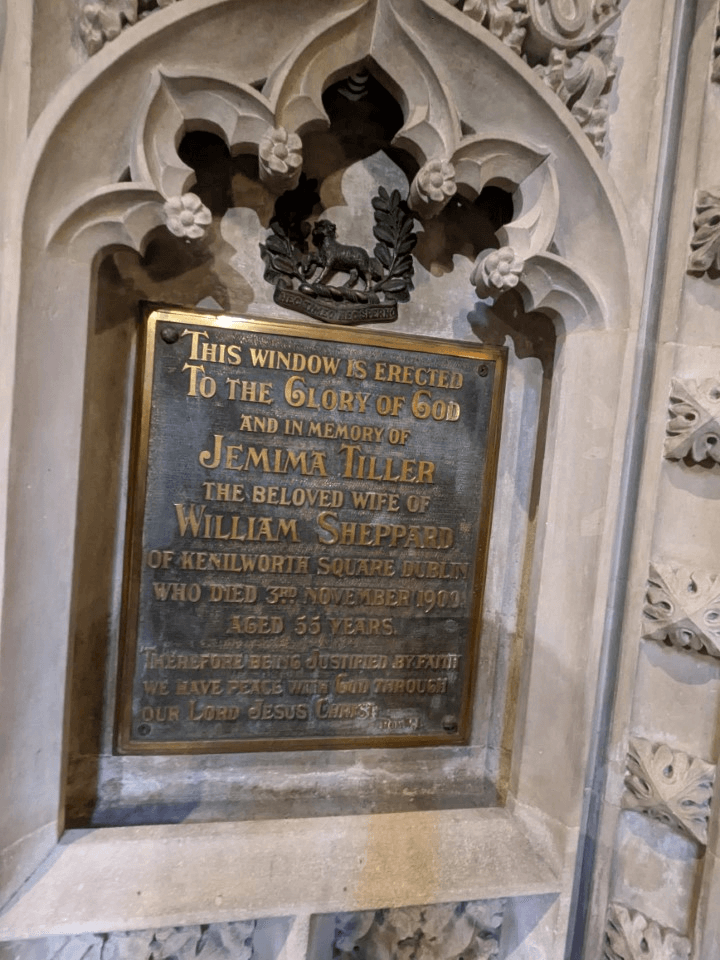 THIS WINDOW IS ERECTED
TO THE GLORY OF GOD
AND IN MEMORY OF
JEMIMA TILLER
THE BELOVED WIFE OF
WILLIAM SHEPPARD
OF KENILWORTH SQUARE DUBLIN
WHO DIED 3RD NOVEMBER
AGED 55 YEARS.
THEREFORE BEING JUSTIFIED BY FAITH
WE HAVE PEACE WITH GOD THROUGH
OUR LORD JESUS CHRIST